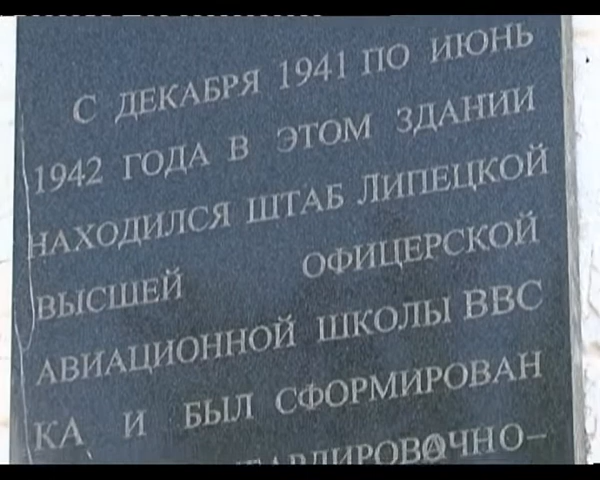 С ДЕКАБРЯ 1941 ПО ИЮНЬ
1942 ГОДА В ЭТОМ ЗДАНИИ
НАХОДИЛСЯ ШТАБ ЛИПЕЦКОЙ
ВЫСШЕЙ ОФИЦЕРСКОЙ
АВИАЦИОННОЙ ШКОЛЫ ВВС
КА И БЫЛ СФОРМИРОВАН